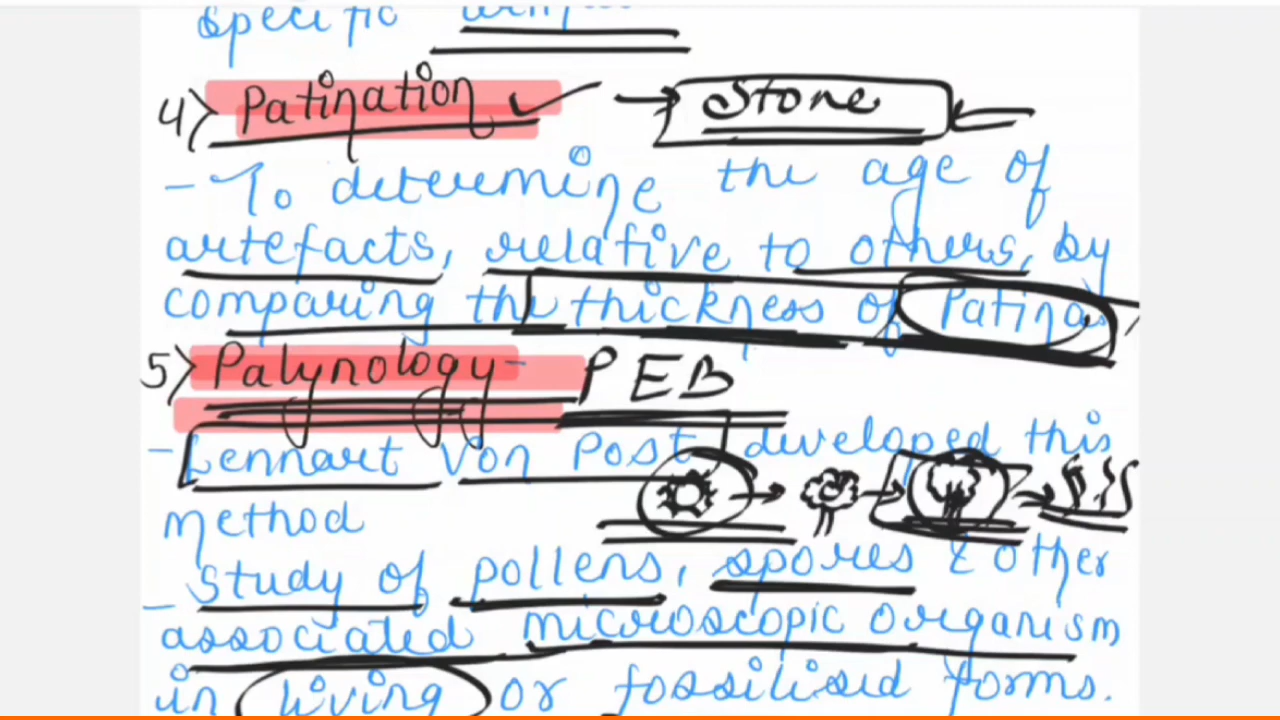 specific
4) Patination → Stone
- To determine the age of
artefacts, relative to others, by
comparing the thickness of Patinas
5) Palynology - PEB
- Lennart Von Post developed this
method
- Study of pollens, spores & other
associated microscopic organism
in living or fossilised forms.